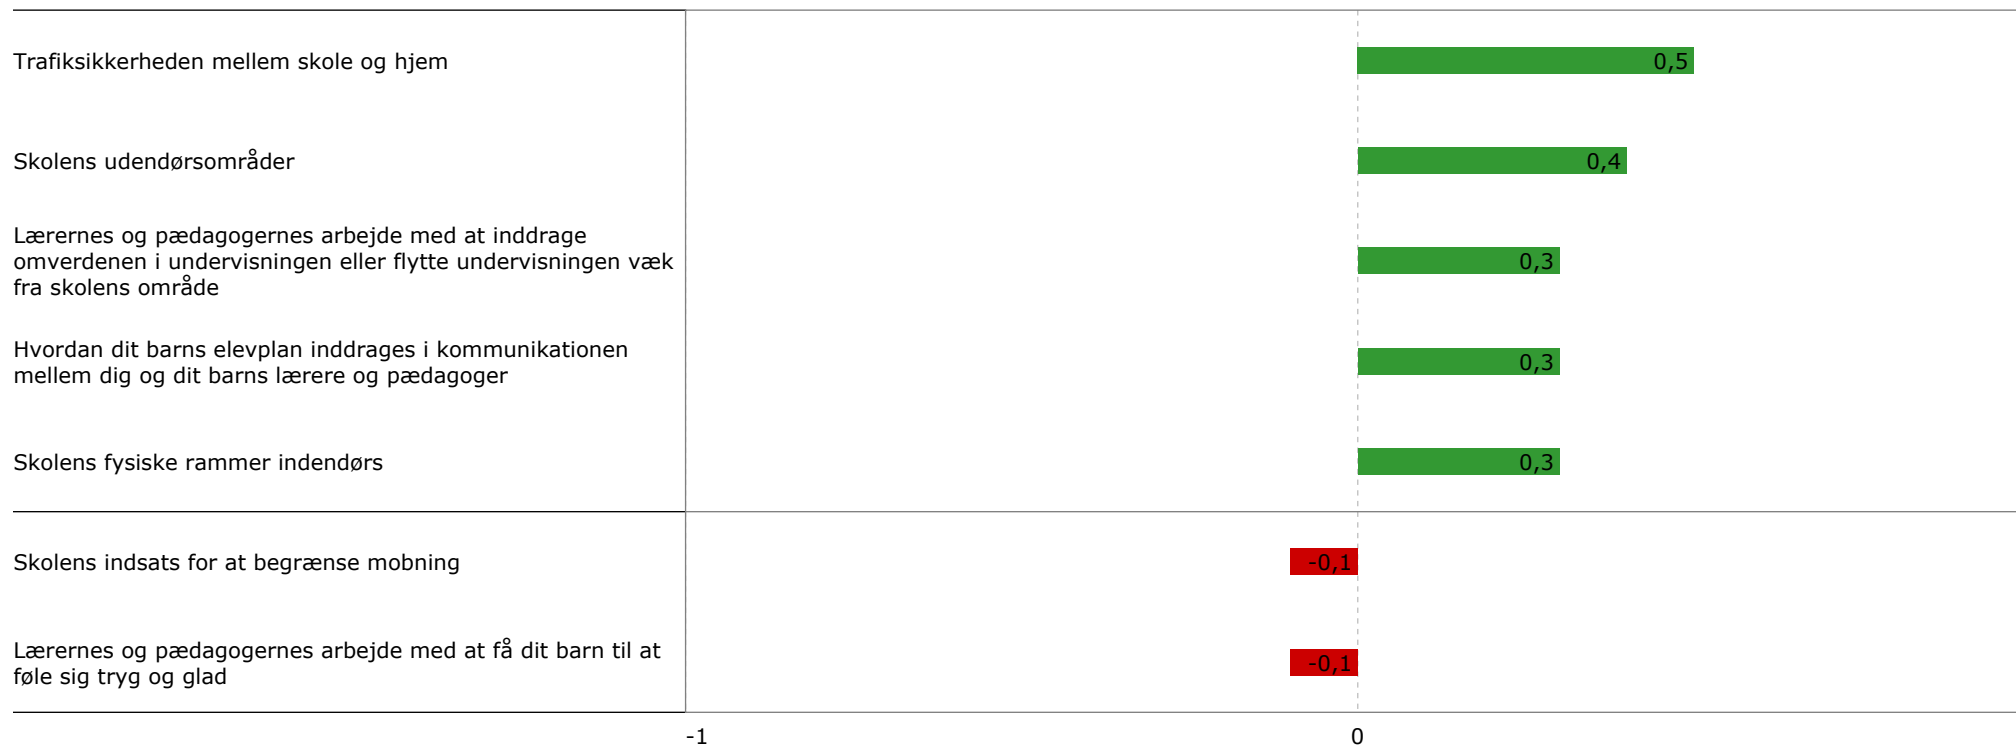 Trafiksikkerheden mellem skole og hjem
0,5
Skolens udendørsområder
0,4
Lærernes og pædagogernes arbejde med at inddrage
omverdenen i undervisningen eller flytte undervisningen væk
fra skolens område
0,3
Hvordan dit barns elevplan inddrages i kommunikationen
mellem dig og dit barns lærere og pædagoger
0,3
Skolens fysiske rammer indendørs
0,3
Skolens indsats for at begrænse mobning
-0,1
Lærernes og pædagogernes arbejde med at få dit barn til at
føle sig tryg og glad
-0,1
-1 0